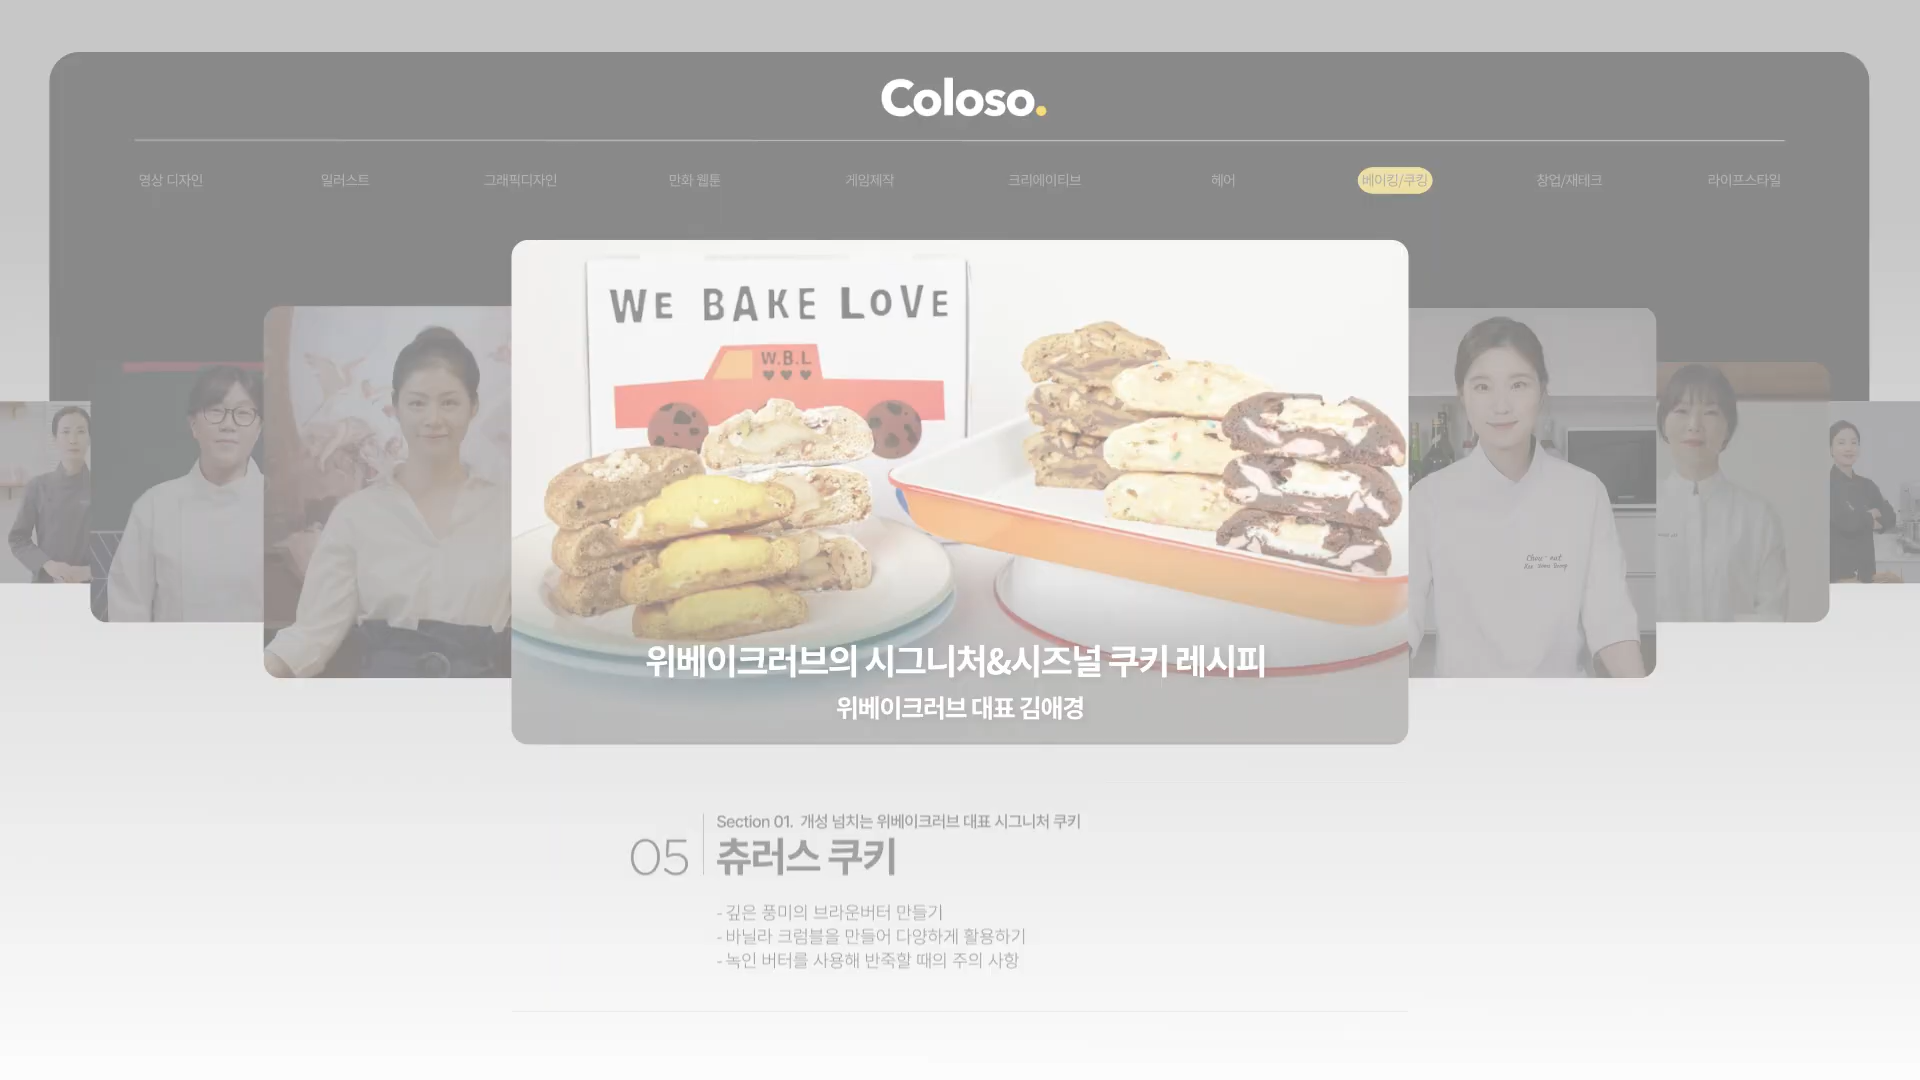 Coloso.
영상 디자인
일러스트
그래픽디자인
만화 웹툰
게임제작
크리에이티브
헤어
베이킹/쿠킹
창업/재테크
라이프스타일
WE BAKE LOVE
W.B.L
위베이크러브의 시그니처&시즈널 쿠키 레시피
위베이크러브 대표 김애경
05
Section 01. 개성 넘치는 위베이크러브 대표 시그니처 쿠키
츄러스 쿠키
- 깊은 풍미의 브라운버터 만들기
- 바닐라 크럼블을 만들어 다양하게 활용하기
- 녹인 버터를 사용해 반죽할 때의 주의 사항